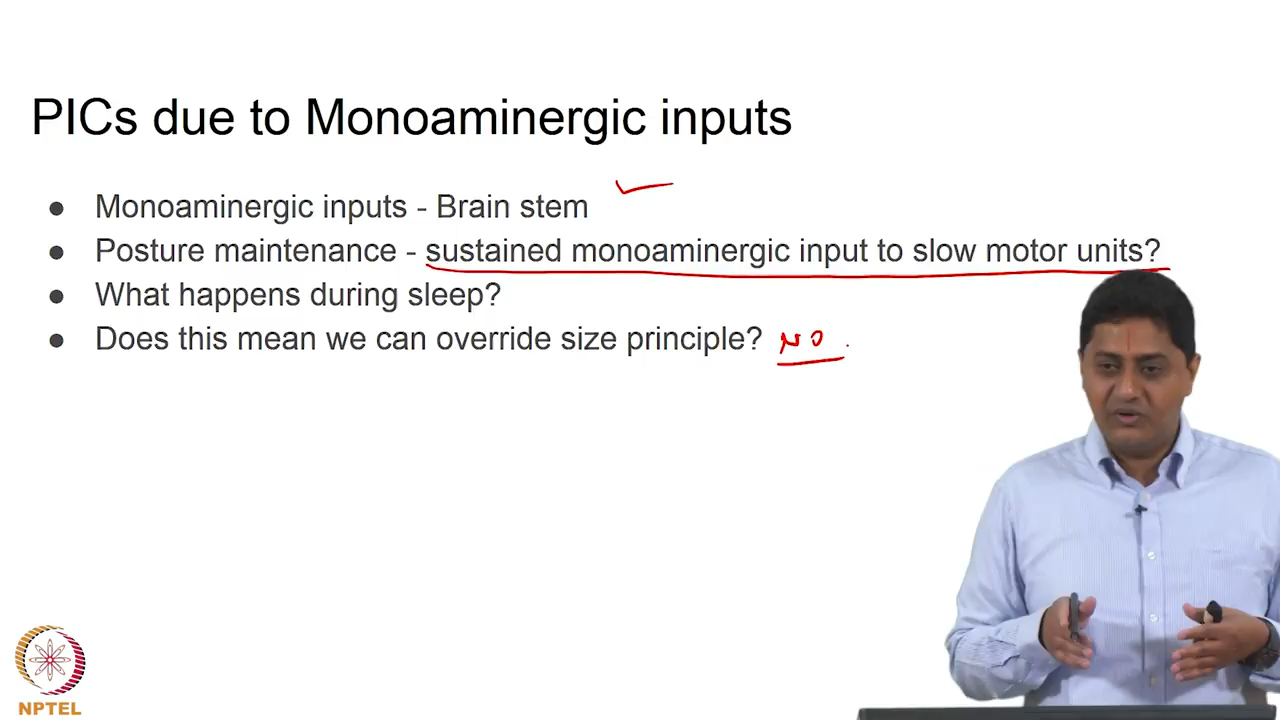 PICs due to Monoaminergic inputs
● Monoaminergic inputs - Brain stem
● Posture maintenance - sustained monoaminergic input to slow motor units?
● What happens during sleep?
● Does this mean we can override size principle? NO.
NPTEL